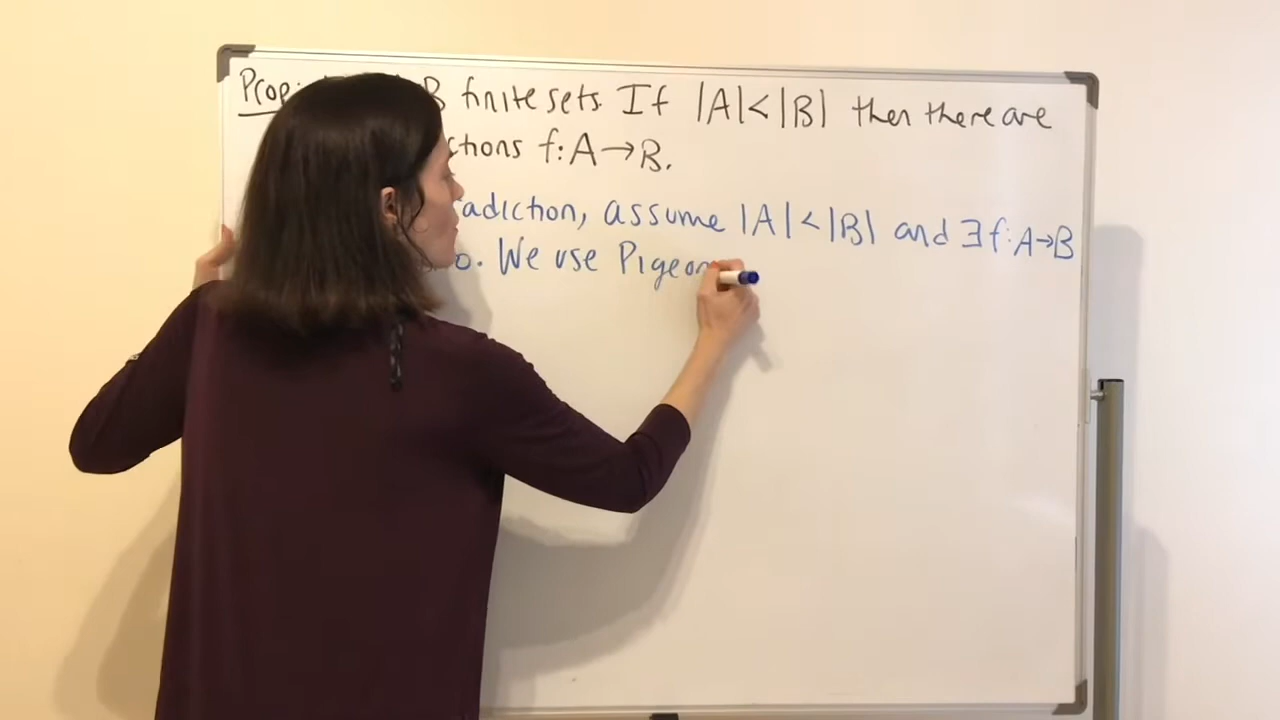 Prop: B finite sets. If |A|<|B| then there are
ctions f:A→B.
adiction, assume |A|<|B| and ∃f:A→B
o. We use Pigeon